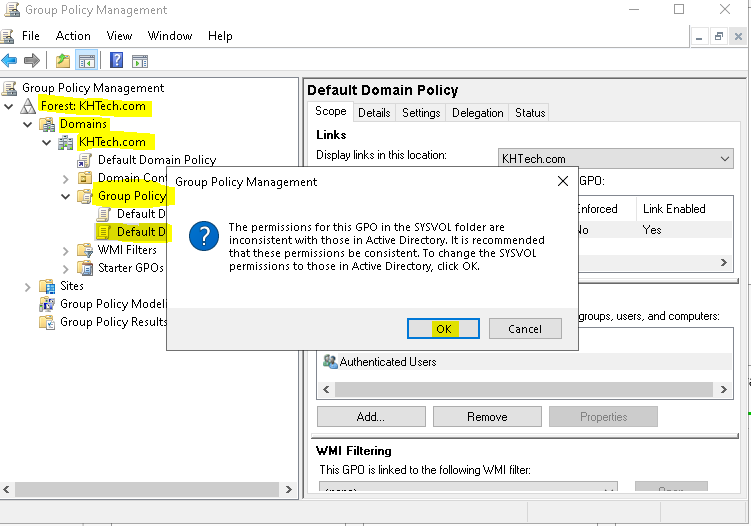 Group Policy Management
File Action View Window Help
Group Policy Management
Forest: KHTech.com
Domains
KHTech.com
Default Domain Policy
Domain Cont
Group Policy
Default D
Default D
WMI Filters
Starter GPOs
Sites
Group Policy Modeli
Group Policy Results
Default Domain Policy
Scope Details Settings Delegation Status
Links
Display links in this location: KHTech.com
GPO:
Enforced Link Enabled
No Yes
groups, users, and computers:
Authenticated Users
Add... Remove Properties
WMI Filtering
This GPO is linked to the following WMI filter:
Group Policy Management
The permissions for this GPO in the SYSVOL folder are
inconsistent with those in Active Directory. It is recommended
that these permissions be consistent. To change the SYSVOL
permissions to those in Active Directory, click OK.
OK Cancel